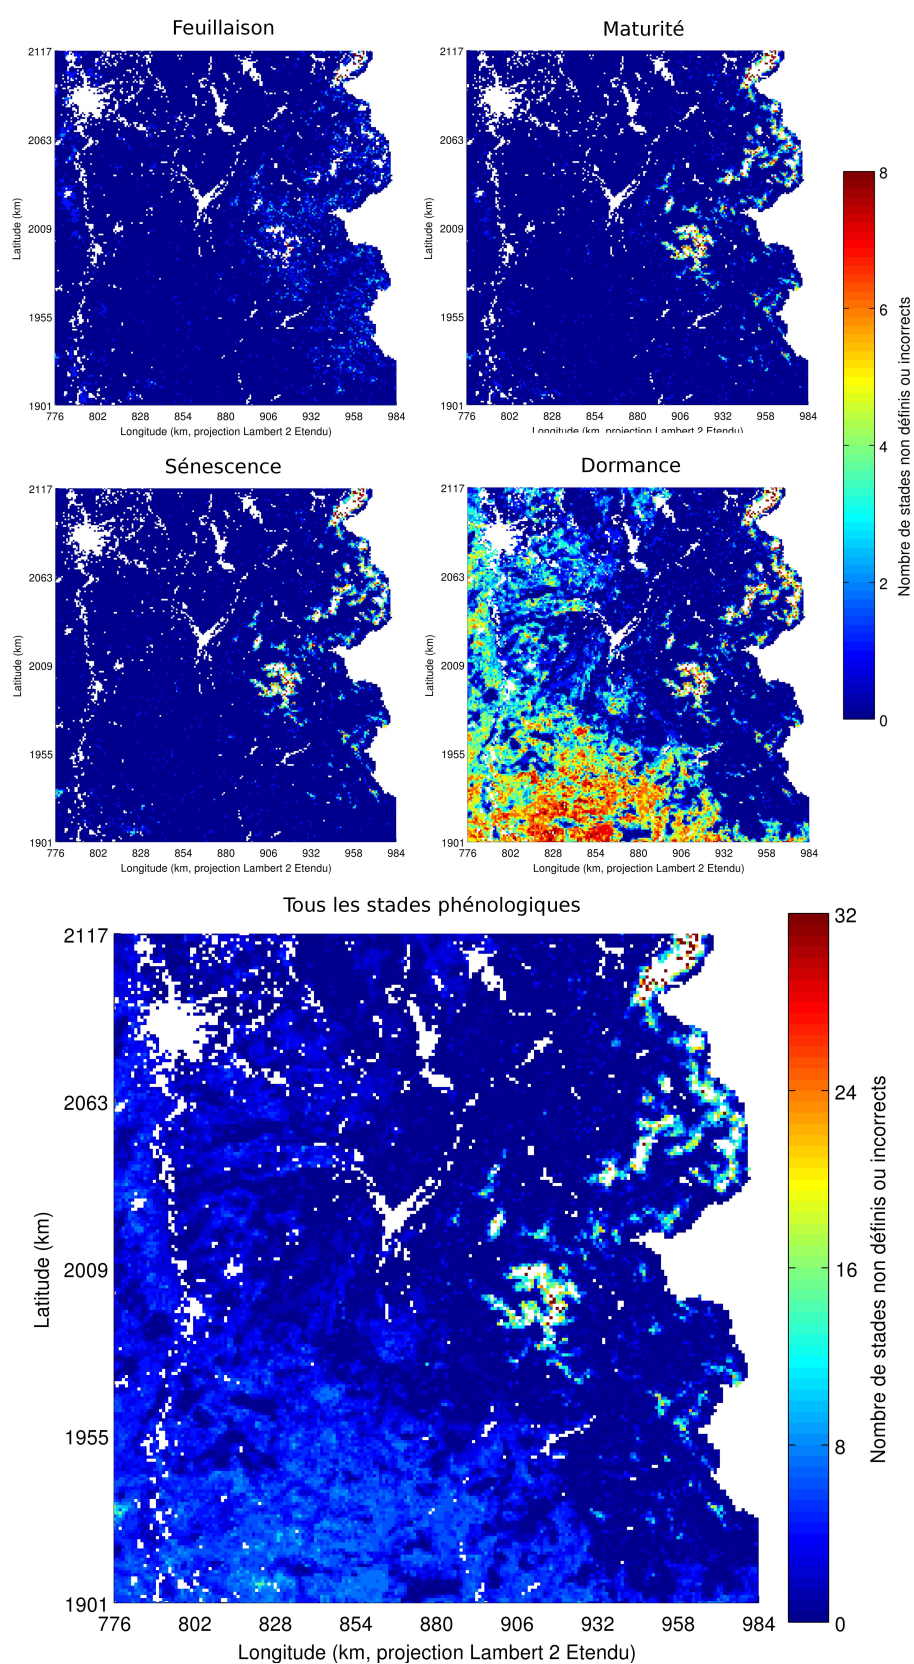 Feuillaison
Maturité
2117
2063
2009
1955
1901
776 802 828 854 880 906 932 958 984
Latitude (km)
Longitude (km, projection Lambert 2 Etendu)
2117
2063
2009
1955
1901
776 802 828 854 880 906 932 958 984
Latitude (km)
Longitude (km, projection Lambert 2 Etendu)
8
6
4
2
0
Nombre de stades non définis ou incorrects
Sénescence
Dormance
2117
2063
2009
1955
1901
776 802 828 854 880 906 932 958 984
Latitude (km)
Longitude (km, projection Lambert 2 Etendu)
2117
2063
2009
1955
1901
776 802 828 854 880 906 932 958 984
Latitude (km)
Longitude (km, projection Lambert 2 Etendu)
Tous les stades phénologiques
2117
2063
2009
1955
1901
776 802 828 854 880 906 932 958 984
Latitude (km)
Longitude (km, projection Lambert 2 Etendu)
32
24
16
8
0
Nombre de stades non définis ou incorrects